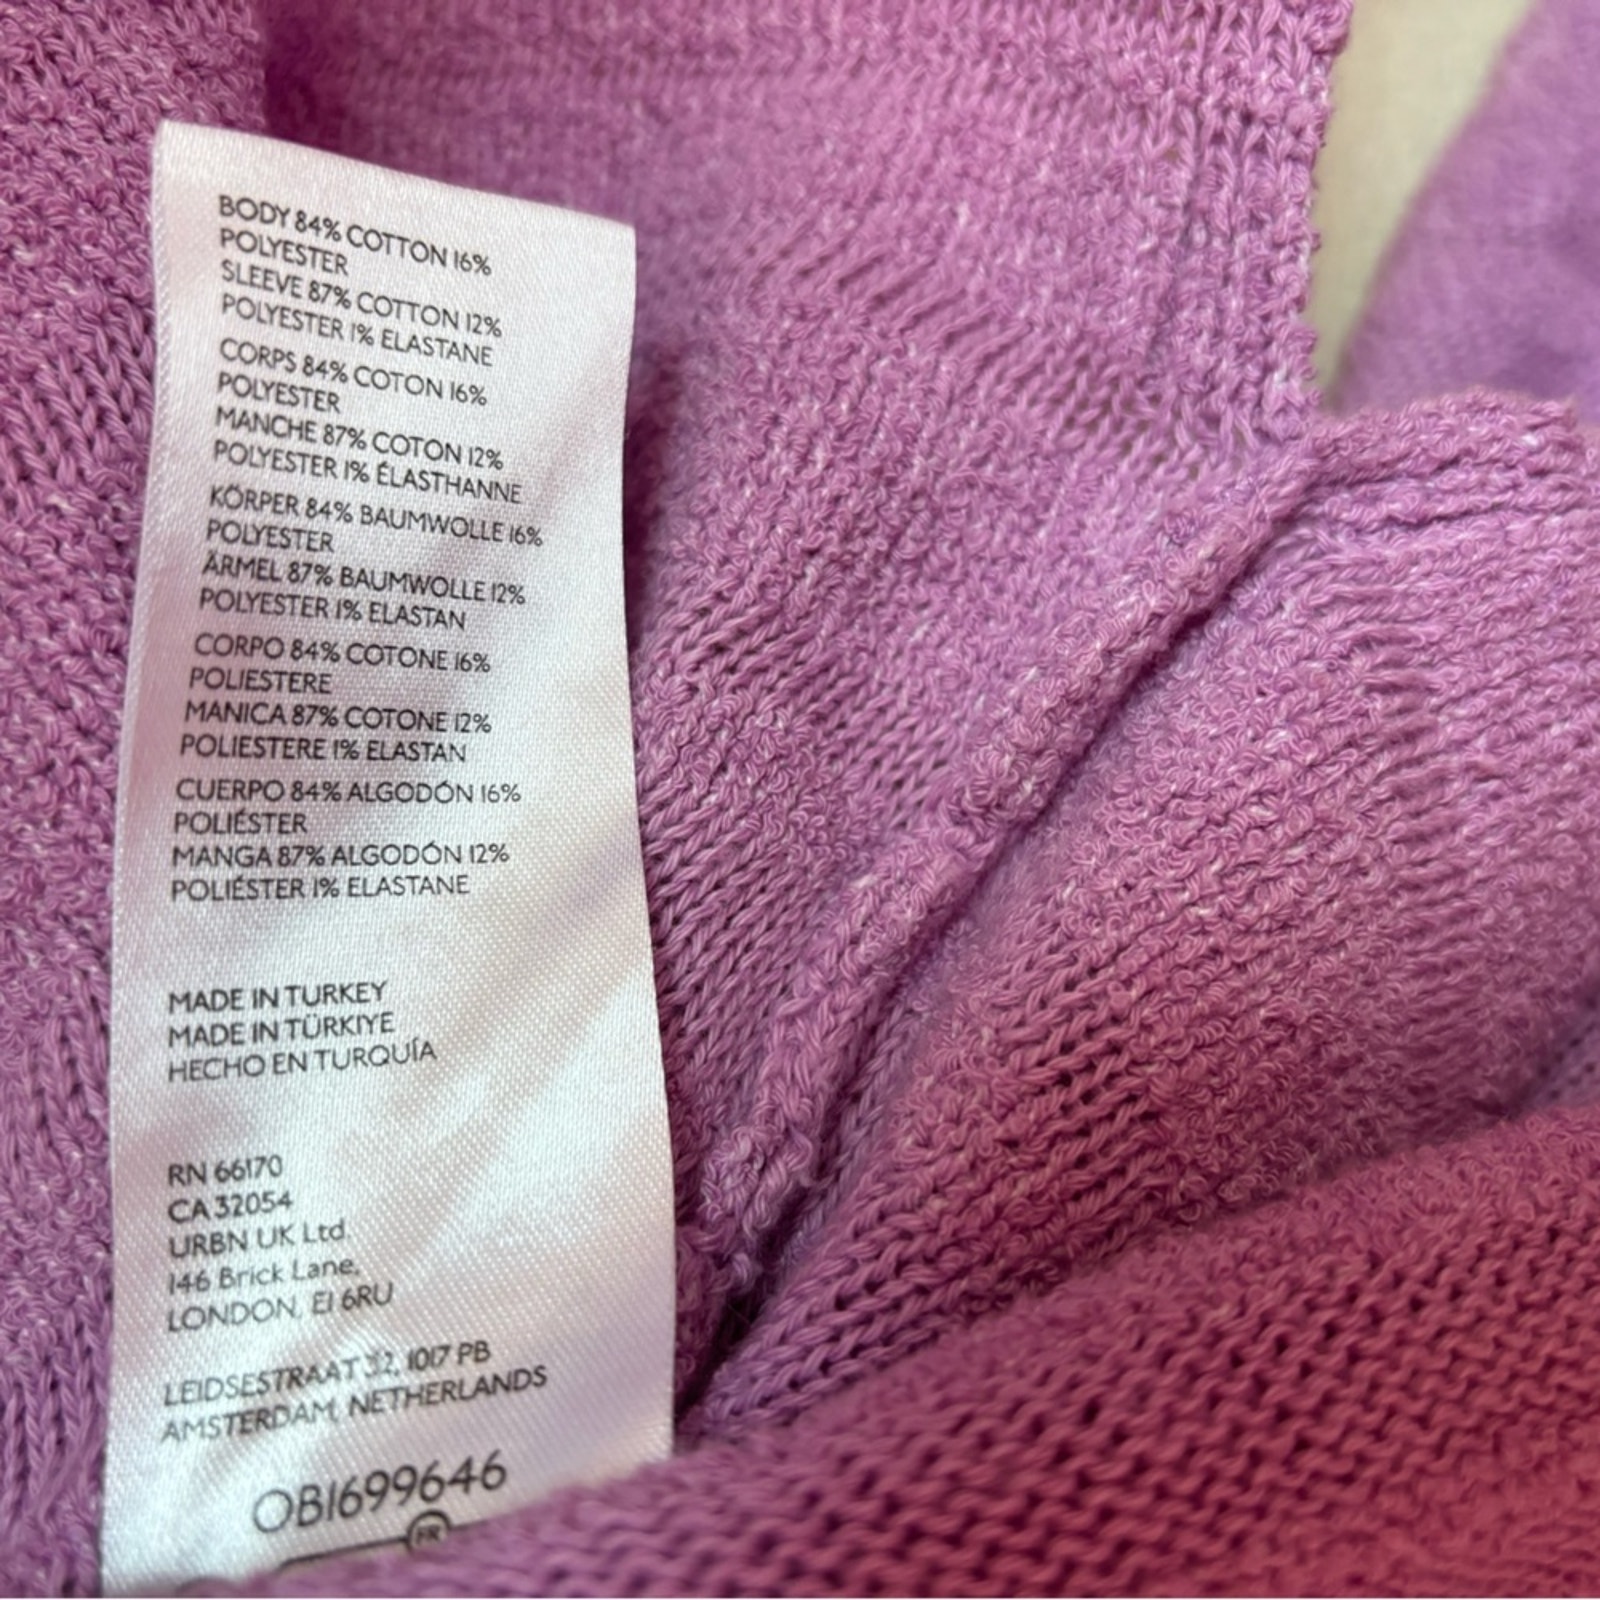 BODY 84% COTTON 16%
POLYESTER
SLEEVE 87% COTTON 12%
POLYESTER 1% ELASTANE
CORPS 84% COTON 16%
POLYESTER
MANCHE 87% COTON 12%
POLYESTER 1% ÉLASTHANNE
KÖRPER 84% BAUMWOLLE 16%
POLYESTER
ÄRMEL 87% BAUMWOLLE 12%
POLYESTER 1% ELASTAN
CORPO 84% COTONE 16%
POLIESTERE
MANICA 87% COTONE 12%
POLIESTERE 1% ELASTAN
CUERPO 84% ALGODÓN 16%
POLIÉSTER
MANGA 87% ALGODÓN 12%
POLIÉSTER 1% ELASTANE
MADE IN TURKEY
MADE IN TÜRKIYE
HECHO EN TURQUÍA
RN 66170
CA 32054
URBN UK Ltd.
146 Brick Lane,
LONDON, E1 6RU
LEIDSESTRAAT 32, 1017 PB
AMSTERDAM, NETHERLANDS
OB1699646
FR